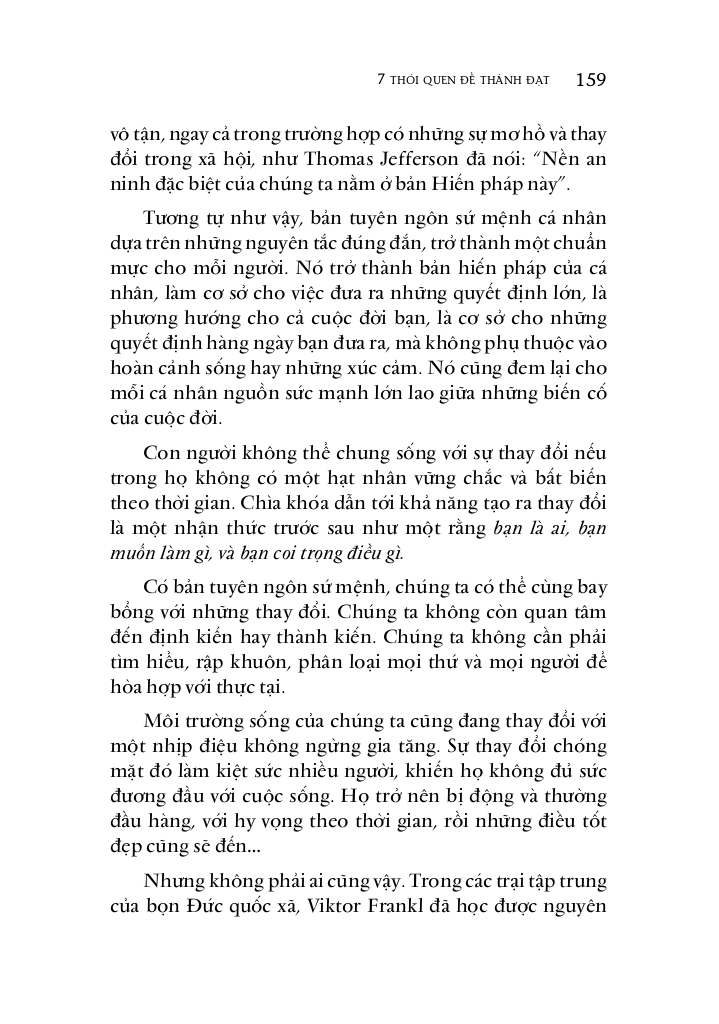 7 THÓI QUEN ĐỂ THÀNH ĐẠT 159
vô tận, ngay cả trong trường hợp có những sự mơ hồ và thay
đổi trong xã hội, như Thomas Jefferson đã nói: “Nền an
ninh đặc biệt của chúng ta nằm ở bản Hiến pháp này”.
Tương tự như vậy, bản tuyên ngôn sứ mệnh cá nhân
dựa trên những nguyên tắc đúng đắn, trở thành một chuẩn
mực cho mỗi người. Nó trở thành bản hiến pháp của cá
nhân, làm cơ sở cho việc đưa ra những quyết định lớn, là
phương hướng cho cả cuộc đời bạn, là cơ sở cho những
quyết định hàng ngày bạn đưa ra, mà không phụ thuộc vào
hoàn cảnh sống hay những xúc cảm. Nó cũng đem lại cho
mỗi cá nhân nguồn sức mạnh lớn lao giữa những biến cố
của cuộc đời.
Con người không thể chung sống với sự thay đổi nếu
trong họ không có một hạt nhân vững chắc và bất biến
theo thời gian. Chìa khóa dẫn tới khả năng tạo ra thay đổi
là một nhận thức trước sau như một rằng bạn là ai, bạn
muốn làm gì, và bạn coi trọng điều gì.
Có bản tuyên ngôn sứ mệnh, chúng ta có thể cùng bay
bổng với những thay đổi. Chúng ta không còn quan tâm
đến định kiến hay thành kiến. Chúng ta không cần phải
tìm hiểu, rập khuôn, phân loại mọi thứ và mọi người để
hòa hợp với thực tại.
Môi trường sống của chúng ta cũng đang thay đổi với
một nhịp điệu không ngừng gia tăng. Sự thay đổi chóng
mặt đó làm kiệt sức nhiều người, khiến họ không đủ sức
đương đầu với cuộc sống. Họ trở nên bị động và thường
đầu hàng, với hy vọng theo thời gian, rồi những điều tốt
đẹp cũng sẽ đến...
Nhưng không phải ai cũng vậy. Trong các trại tập trung
của bọn Đức quốc xã, Viktor Frankl đã học được nguyên